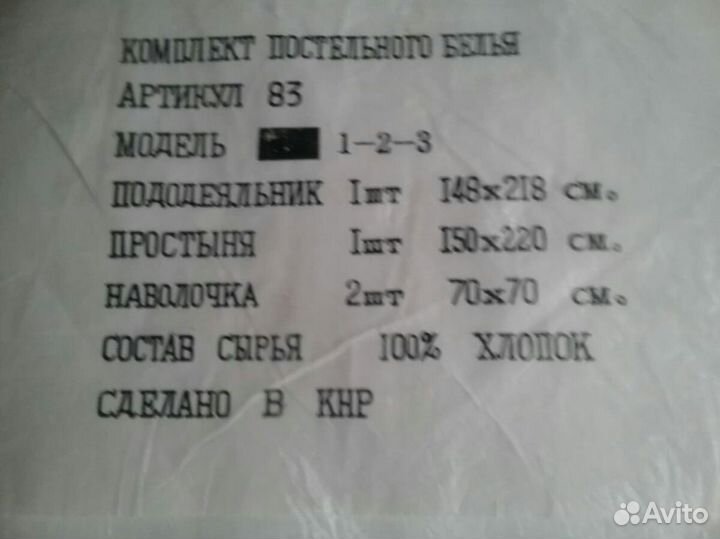 КОМПЛЕКТ ПОСТЕЛЬНОГО БЕЛЬЯ
АРТИКУЛ 83
МОДЕЛЬ 1-2-3
ПОДОДЕЯЛЬНИК 1шт 148х218 см.
ПРОСТЫНЯ 1шт 150х220 см.
НАВОЛОЧКА 2шт 70х70 см.
СОСТАВ СЫРЬЯ 100% ХЛОПОК
СДЕЛАНО В КНР
Avito